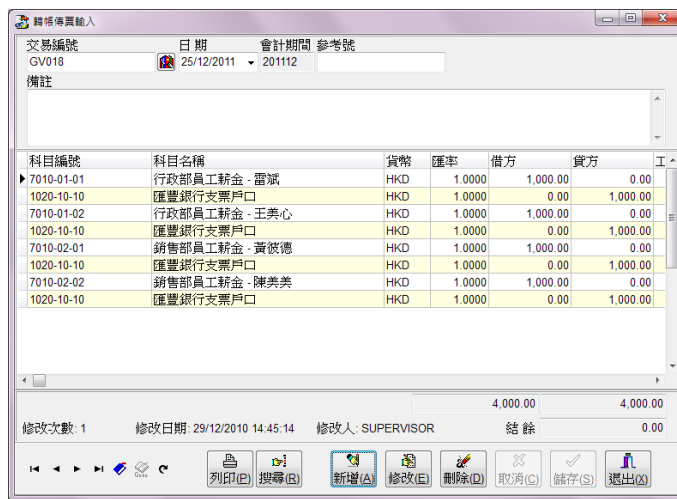 轉帳傳票輸入
交易編號 日 期 會計期間 參考號
GV018 25/12/2011 201112
備註
科目編號 科目名稱 貨幣 匯率 借方 貸方 工
7010-01-01 行政部員工薪金 - 雷斌 HKD 1.0000 1,000.00 0.00
1020-10-10 匯豐銀行支票戶口 HKD 1.0000 0.00 1,000.00
7010-01-02 行政部員工薪金 - 王美心 HKD 1.0000 1,000.00 0.00
1020-10-10 匯豐銀行支票戶口 HKD 1.0000 0.00 1,000.00
7010-02-01 銷售部員工薪金 - 黃彼德 HKD 1.0000 1,000.00 0.00
1020-10-10 匯豐銀行支票戶口 HKD 1.0000 0.00 1,000.00
7010-02-02 銷售部員工薪金 - 陳美美 HKD 1.0000 1,000.00 0.00
1020-10-10 匯豐銀行支票戶口 HKD 1.0000 0.00 1,000.00
4,000.00 4,000.00
修改次數: 1 修改日期: 29/12/2010 14:45:14 修改人: SUPERVISOR 結 餘 0.00
列印(P) 搜尋(R) 新增(A) 修改(E) 刪除(D) 取消(C) 儲存(S) 退出(X)